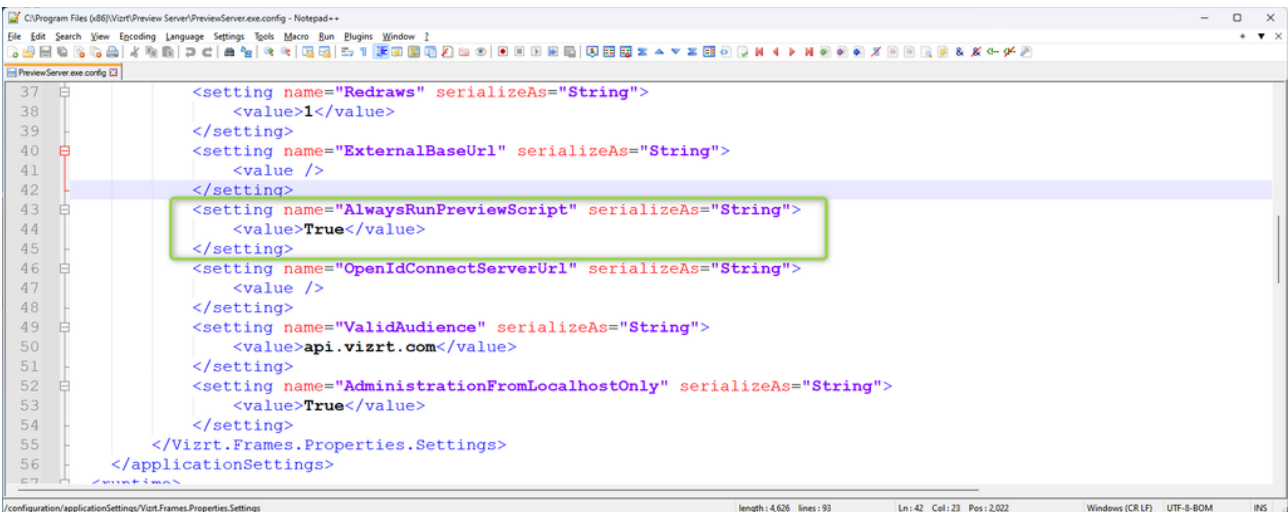 C:\Program Files (x86)\Vizrt\Preview Server\PreviewServer.exe.config - Notepad++
File Edit Search View Encoding Language Settings Tools Macro Run Plugins Window ?
PreviewServer.exe.config
37 <setting name="Redraws" serializeAs="String">
38 <value>1</value>
39 </setting>
40 <setting name="ExternalBaseUrl" serializeAs="String">
41 <value />
42 </setting>
43 <setting name="AlwaysRunPreviewScript" serializeAs="String">
44 <value>True</value>
45 </setting>
46 <setting name="OpenIdConnectServerUrl" serializeAs="String">
47 <value />
48 </setting>
49 <setting name="ValidAudience" serializeAs="String">
50 <value>api.vizrt.com</value>
51 </setting>
52 <setting name="AdministrationFromLocalhostOnly" serializeAs="String">
53 <value>True</value>
54 </setting>
55 </Vizrt.Frames.Properties.Settings>
56 </applicationSettings>
57 <runtime>
/configuration/applicationSettings/Vizrt.Frames.Properties.Settings length : 4,626 lines : 93 Ln : 42 Col : 23 Pos : 2,022 Windows (CR LF) UTF-8-BOM INS